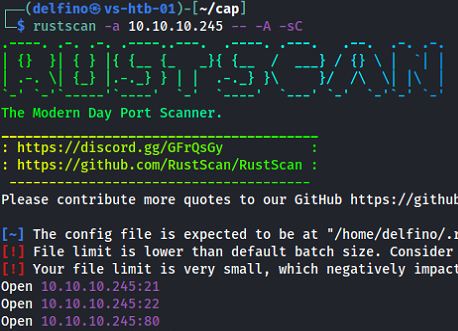 (delfino㉿vs-htb-01)-[~/cap]
$ rustscan -a 10.10.10.245 -- -A -sC
RUSTSCAN
The Modern Day Port Scanner.
: https://discord.gg/GFrQsGy :
: https://github.com/RustScan/RustScan :
Please contribute more quotes to our GitHub https://github
[~] The config file is expected to be at "/home/delfino/.r
[!] File limit is lower than default batch size. Consider
[!] Your file limit is very small, which negatively impact
Open 10.10.10.245:21
Open 10.10.10.245:22
Open 10.10.10.245:80